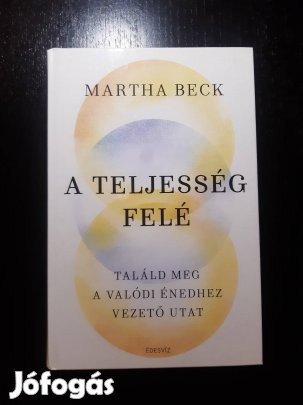 MARTHA BECK
A TELJESSÉG
FELÉ
TALÁLD MEG
A VALÓDI ÉNEDHEZ
VEZETŐ UTAT
ÉDESVÍZ
Jófogás